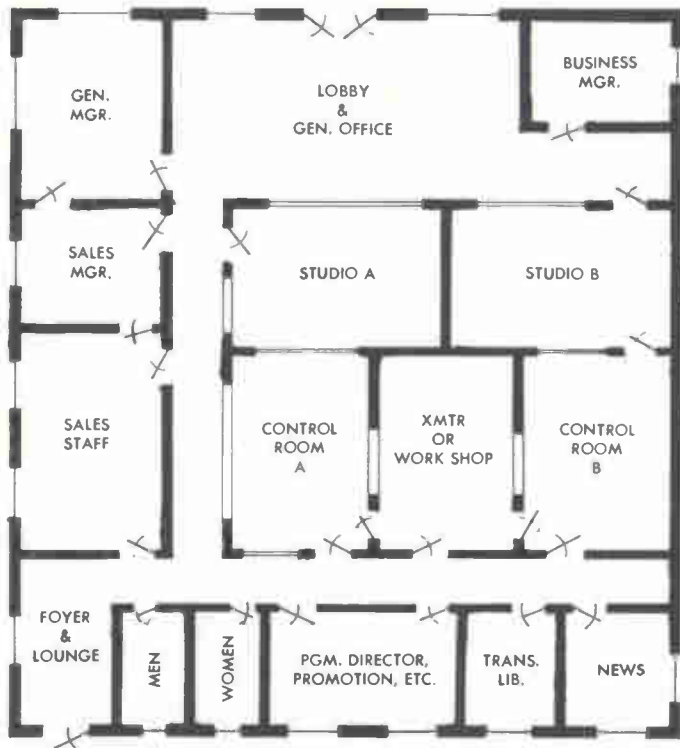 GEN.
MGR.
LOBBY
&
GEN. OFFICE
BUSINESS
MGR.
SALES
MGR.
STUDIO A
STUDIO B
SALES
STAFF
CONTROL
ROOM
A
XMTR
OR
WORK SHOP
CONTROL
ROOM
B
FOYER
&
LOUNGE
MEN
WOMEN
PGM. DIRECTOR,
PROMOTION, ETC.
TRANS.
LIB.
NEWS